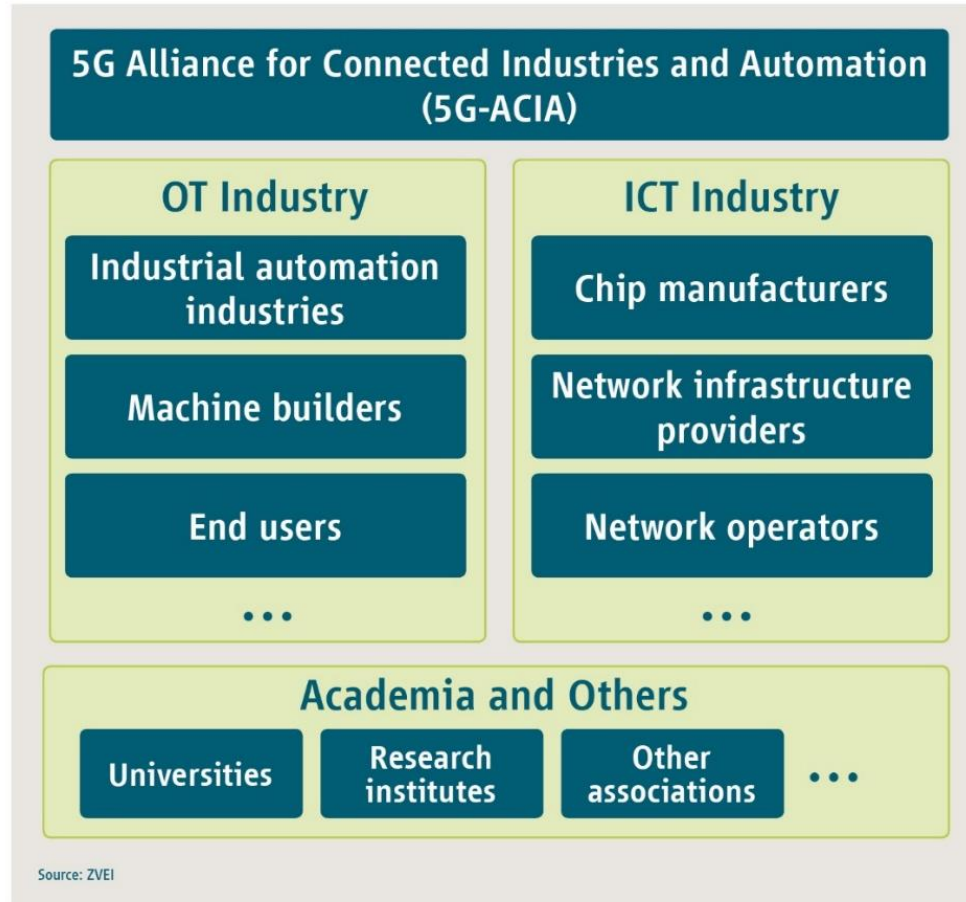 5G Alliance for Connected Industries and Automation
(5G-ACIA)
OT Industry
Industrial automation
industries
Machine builders
End users
...
ICT Industry
Chip manufacturers
Network infrastructure
providers
Network operators
...
Academia and Others
Universities
Research
institutes
Other
associations
...
Source: ZVEI